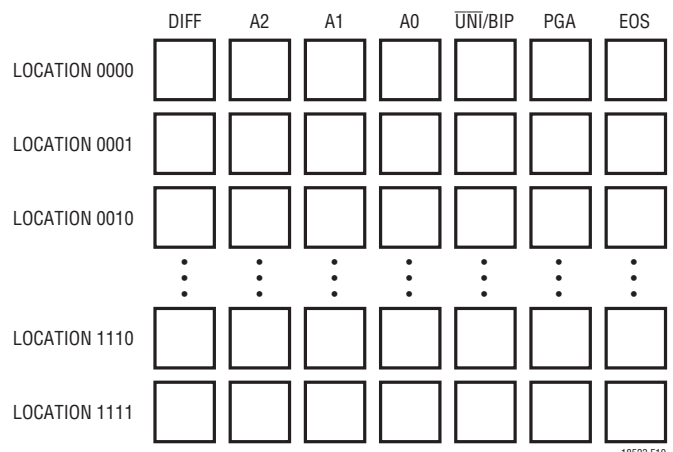 DIFF A2 A1 A0 UNI/BIP PGA EOS
LOCATION 0000
LOCATION 0001
LOCATION 0010
LOCATION 1110
LOCATION 1111